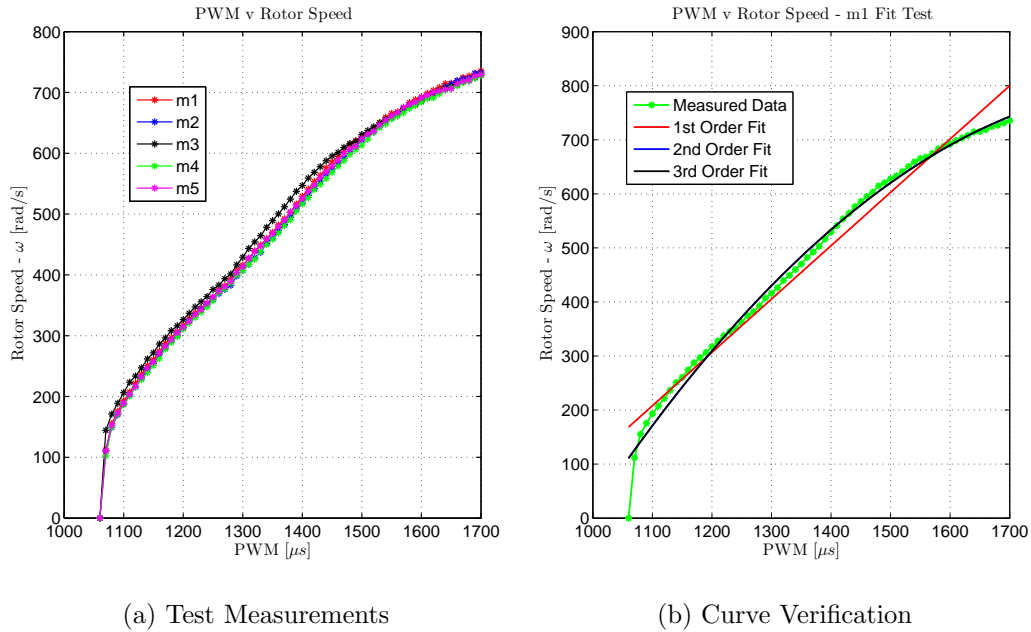 PWM v Rotor Speed
800
700
600
500
400
300
200
100
0
1000 1100 1200 1300 1400 1500 1600 1700
Rotor Speed - ω [rad/s]
PWM [μs]
m1
m2
m3
m4
m5
(a) Test Measurements
PWM v Rotor Speed - m1 Fit Test
900
800
700
600
500
400
300
200
100
0
1000 1100 1200 1300 1400 1500 1600 1700
Rotor Speed - ω [rad/s]
PWM [μs]
Measured Data
1st Order Fit
2nd Order Fit
3rd Order Fit
(b) Curve Verification